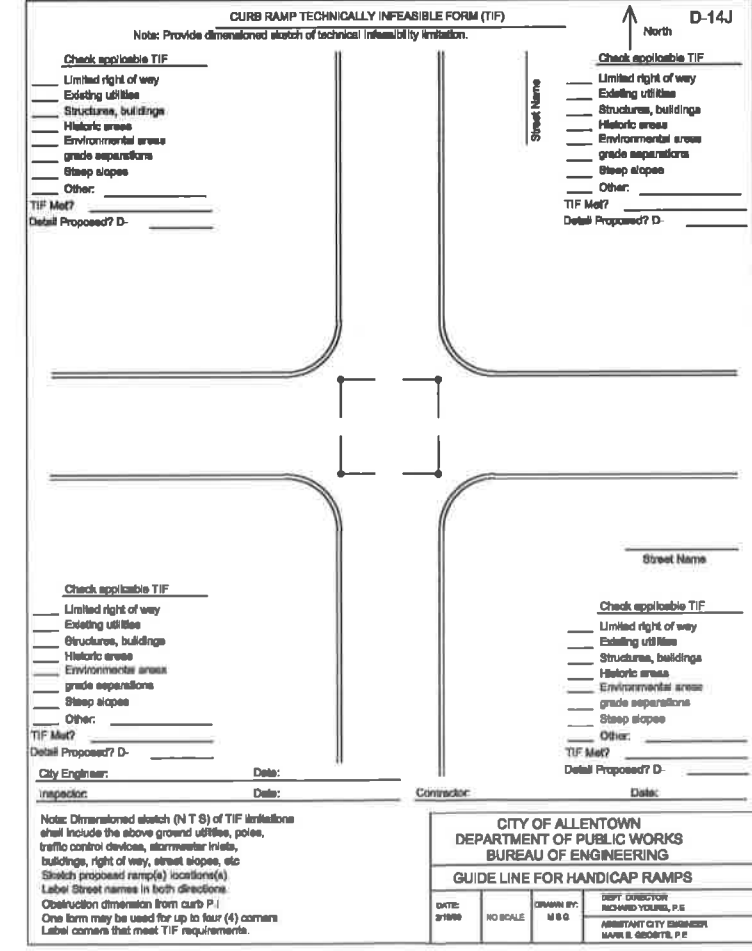 CURB RAMP TECHNICALLY INFEASIBLE FORM (TIF)
Note: Provide dimensioned sketch of technical infeasibility limitation.
North
D-14J
Check applicable TIF
Limited right of way
Existing utilities
Structures, buildings
Historic areas
Environmental areas
grade separations
Steep slopes
Other:
TIF Met?
Detail Proposed? D-
Street Name
Check applicable TIF
Limited right of way
Existing utilities
Structures, buildings
Historic areas
Environmental areas
grade separations
Steep slopes
Other:
TIF Met?
Detail Proposed? D-
Street Name
Check applicable TIF
Limited right of way
Existing utilities
Structures, buildings
Historic areas
Environmental areas
grade separations
Steep slopes
Other:
TIF Met?
Detail Proposed? D-
Check applicable TIF
Limited right of way
Existing utilities
Structures, buildings
Historic areas
Environmental areas
grade separations
Steep slopes
Other:
TIF Met?
Detail Proposed? D-
City Engineer: Date:
Inspector: Date:
Contractor: Date:
Note: Dimensioned sketch (N T S) of TIF limitations
shall include the above ground utilities, poles,
traffic control devices, stormwater inlets,
buildings, right of way, street slopes, etc
Sketch proposed ramp(s) locations(s)
Label Street names in both directions
Obstruction dimension from curb P.I
One form may be used for up to four (4) corners
Label corners that meet TIF requirements.
CITY OF ALLENTOWN
DEPARTMENT OF PUBLIC WORKS
BUREAU OF ENGINEERING
GUIDE LINE FOR HANDICAP RAMPS
DATE:
NO SCALE
DRAWN BY:
M B G
DEPT DIRECTOR
RICHARD YOUNG, P.E
ASSISTANT CITY ENGINEER
MARK B. GEOSITS, P.E